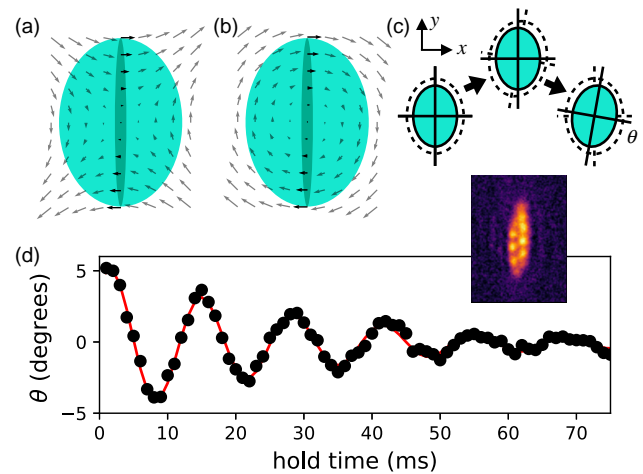 (a)
(b)
(c)
y
x
θ
(d)
5
0
−5
θ (degrees)
0
10
20
30
40
50
60
70
hold time (ms)